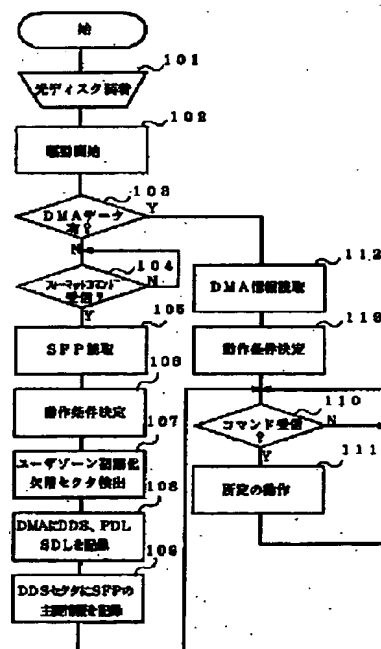 始
101
光ディスク装着
102
駆動開始
103
DMAデータ
有?
Y
N
104
フォーマットコマンド
受信?
N
Y
105
SFP読取
106
動作条件決定
107
ユーザゾーン初期化
欠陥セクタ検出
108
DMAにDDS、PDL
SDLを記録
109
DDSセクタにSFPの
主要情報を記録
112
DMA情報読取
113
動作条件決定
110
コマンド受信
?
N
Y
111
所定の動作